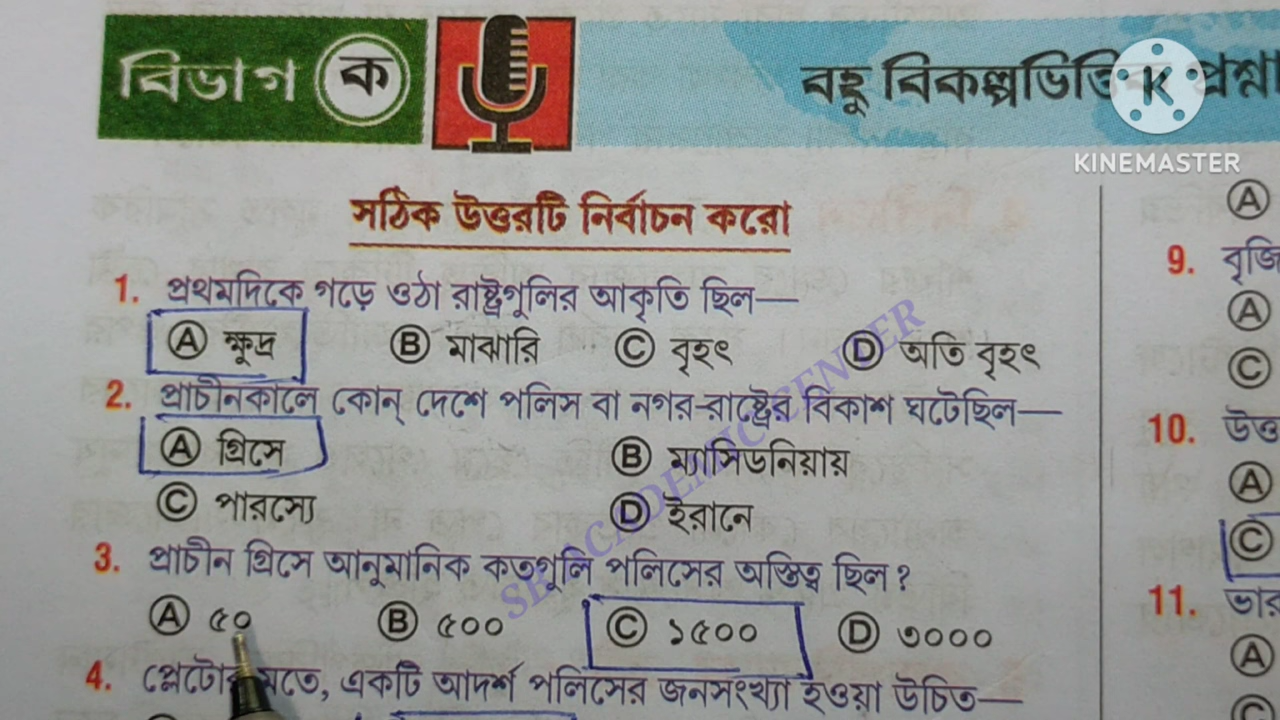 বিভাগ ক
বহু বিকল্পভিত্তিক প্রশ্ন
KINEMASTER
সঠিক উত্তরটি নির্বাচন করো
1. প্রথমদিকে গড়ে ওঠা রাষ্ট্রগুলির আকৃতি ছিল—
A ক্ষুদ্র B মাঝারি C বৃহৎ D অতি বৃহৎ
2. প্রাচীনকালে কোন্ দেশে পলিস বা নগর-রাষ্ট্রের বিকাশ ঘটেছিল—
A গ্রিসে B ম্যাসিডনিয়ায়
C পারস্যে D ইরানে
3. প্রাচীন গ্রিসে আনুমানিক কতগুলি পলিসের অস্তিত্ব ছিল?
A ৫০ B ৫০০ C ১৫০০ D ৩০০০
4. প্লেটোর মতে, একটি আদর্শ পলিসের জনসংখ্যা হওয়া উচিত—
A
9. বৃজি
A
C
10. উত্ত
A
C
11. ভার
A
C